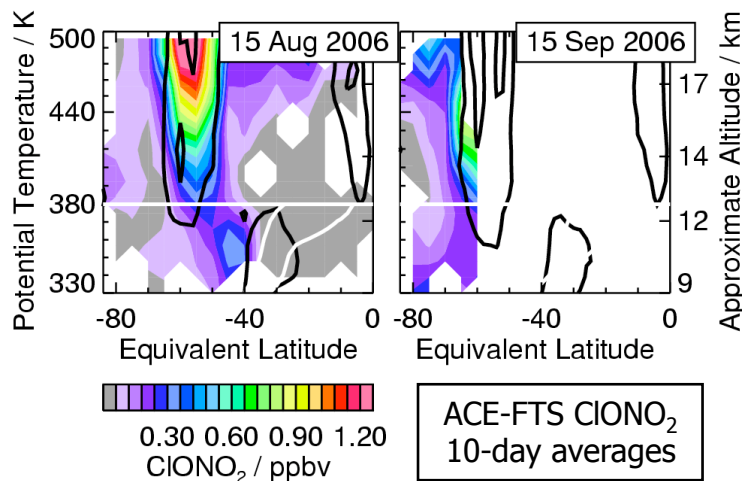 15 Aug 2006
15 Sep 2006
Potential Temperature / K
500
440
380
330
17
14
12
9
Approximate Altitude / km
-80 -40 0
-80 -40 0
Equivalent Latitude
Equivalent Latitude
0.30 0.60 0.90 1.20
ClONO₂ / ppbv
ACE-FTS ClONO₂
10-day averages